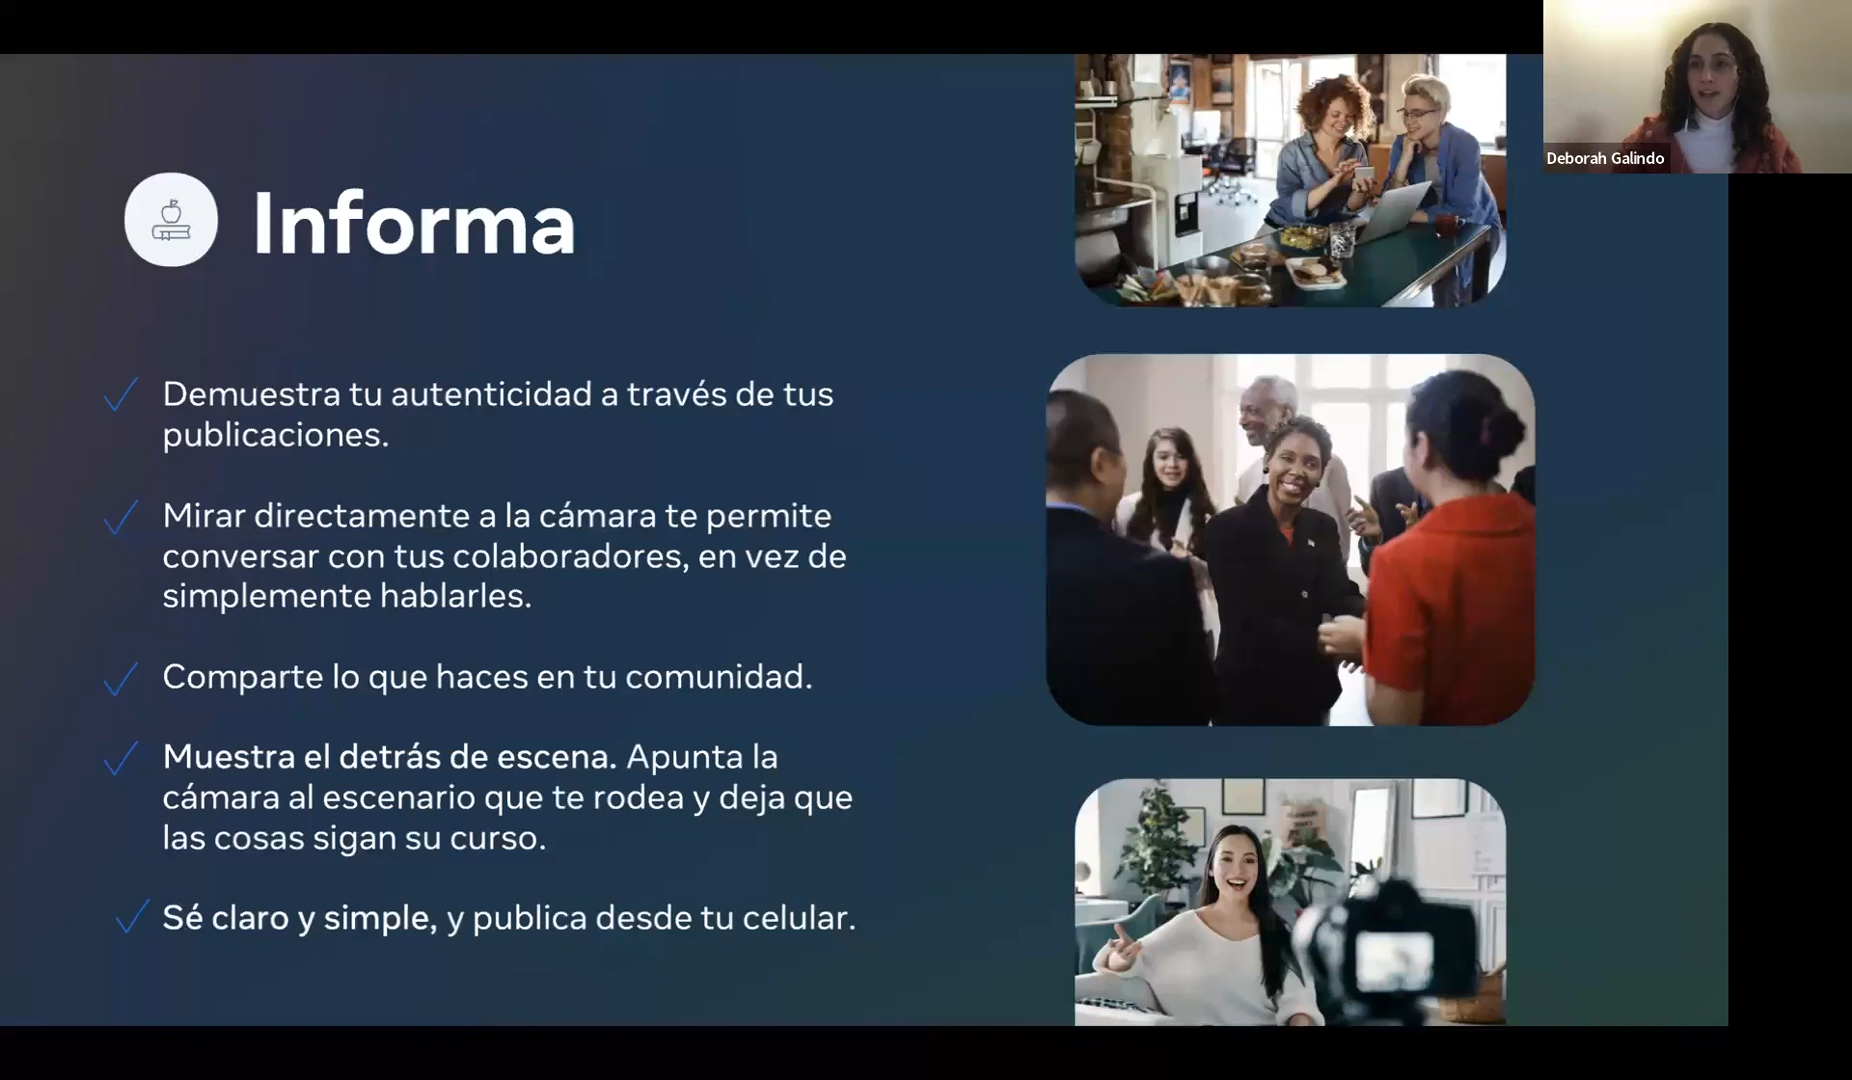 Deborah Galindo
Informa
Demuestra tu autenticidad a través de tus
publicaciones.
Mirar directamente a la cámara te permite
conversar con tus colaboradores, en vez de
simplemente hablarles.
Comparte lo que haces en tu comunidad.
Muestra el detrás de escena. Apunta la
cámara al escenario que te rodea y deja que
las cosas sigan su curso.
Sé claro y simple, y publica desde tu celular.